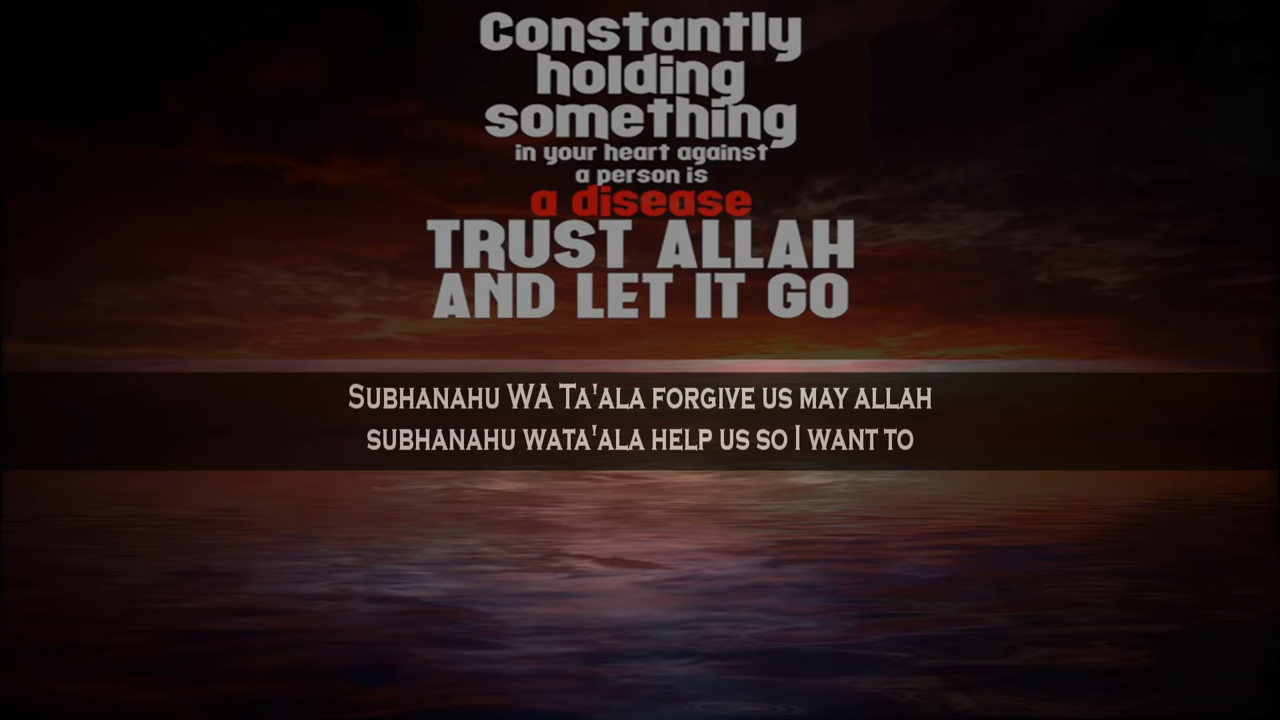 Constantly
holding
something
in your heart against
a person is
a disease
TRUST ALLAH
AND LET IT GO
Subhanahu WA Ta'ala forgive us may allah
subhanahu wata'ala help us so I want to